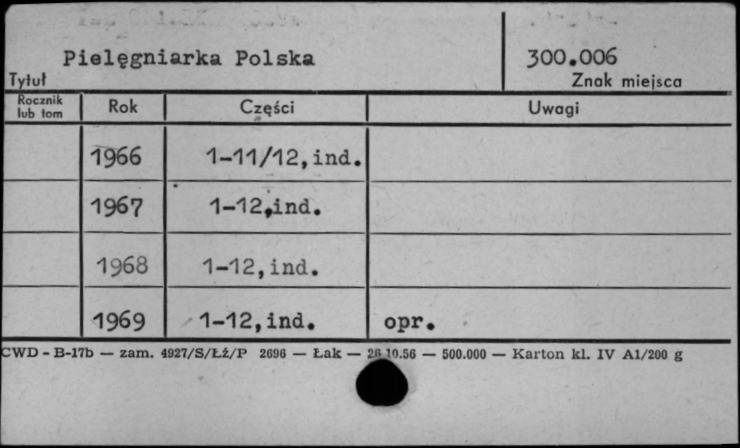 Pielęgniarka Polska 300.006
Tytuł Znak miejsca
Rocznik lub tom Rok Części Uwagi
1966 1-11/12,ind.
1967 1-12,ind.
1968 1-12,ind.
1969 1-12,ind. opr.
CWD - B-17b — zam. 4927/S/Łź/P 2696 — Łak — 26.10.56 — 500.000 — Karton kl. IV A1/200 g